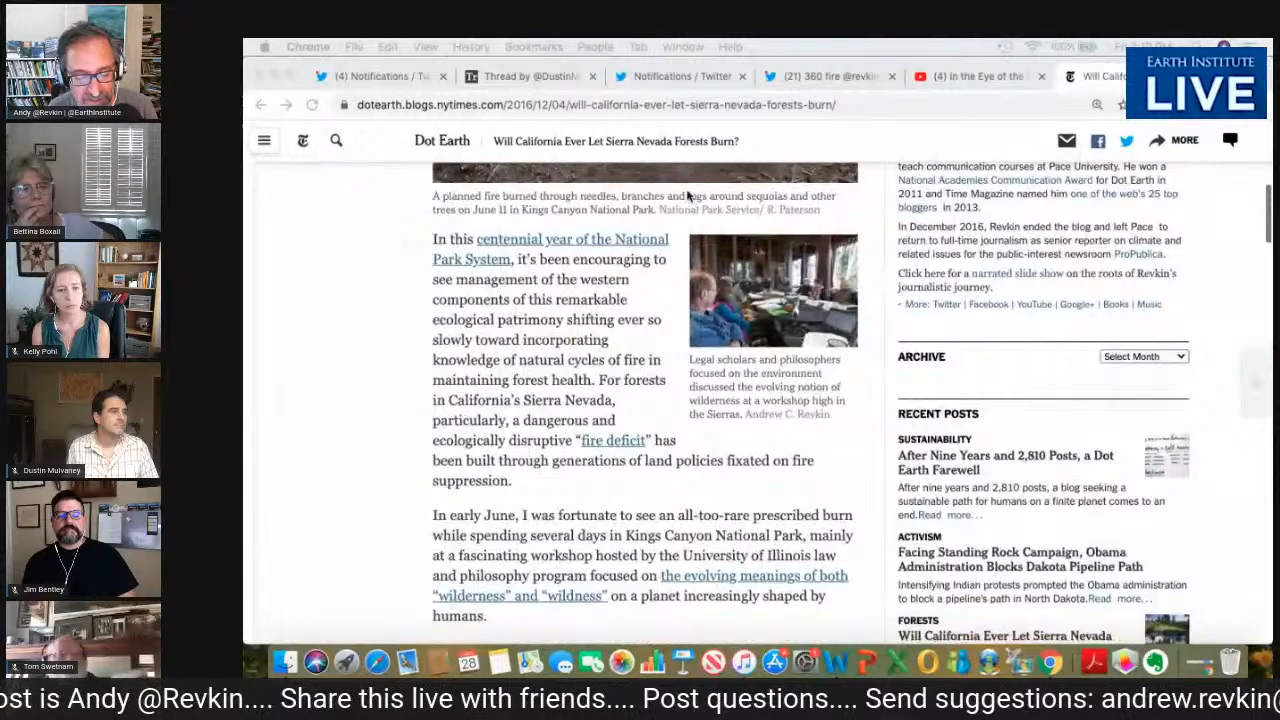 Andy @Revkin | @EarthInstitute
Bettina Boxall
Kelly Pohl
Dustin Mulvaney
Jim Bentley
Tom Swetnam
Chrome File Edit View History Bookmarks People Tab Window Help
100%
EARTH INSTITUTE
LIVE
(4) Notifications / Tw
Thread by @DustinM
Notifications / Twitter
(21) 360 fire @revkin
(4) in the Eye of the
Will Calif
dotearth.blogs.nytimes.com/2016/12/04/will-california-ever-let-sierra-nevada-forests-burn/
Dot Earth Will California Ever Let Sierra Nevada Forests Burn?
MORE
A planned fire burned through needles, branches and logs around sequoias and other
trees on June 11 in Kings Canyon National Park. National Park Service/ R. Paterson
In this centennial year of the National
Park System, it's been encouraging to
see management of the western
components of this remarkable
ecological patrimony shifting ever so
slowly toward incorporating
knowledge of natural cycles of fire in
maintaining forest health. For forests
in California's Sierra Nevada,
particularly, a dangerous and
ecologically disruptive “fire deficit” has
been built through generations of land policies fixated on fire
suppression.
Legal scholars and philosophers
focused on the environment
discussed the evolving notion of
wilderness at a workshop high in
the Sierras. Andrew C. Revkin
In early June, I was fortunate to see an all-too-rare prescribed burn
while spending several days in Kings Canyon National Park, mainly
at a fascinating workshop hosted by the University of Illinois law
and philosophy program focused on the evolving meanings of both
“wilderness” and “wildness” on a planet increasingly shaped by
humans.
teach communication courses at Pace University. He won a
National Academies Communication Award for Dot Earth in
2011 and Time Magazine named him one of the web's 25 top
bloggers in 2013.
In December 2016, Revkin ended the blog and left Pace to
return to full-time journalism as senior reporter on climate and
related issues for the public-interest newsroom ProPublica.
Click here for a narrated slide show on the roots of Revkin's
journalistic journey.
More: Twitter | Facebook | YouTube | Google+ | Books | Music
ARCHIVE
Select Month
RECENT POSTS
SUSTAINABILITY
After Nine Years and 2,810 Posts, a Dot
Earth Farewell
After nine years and 2,810 posts, a blog seeking a
sustainable path for humans on a finite planet comes to an
end.Read more…
ACTIVISM
Facing Standing Rock Campaign, Obama
Administration Blocks Dakota Pipeline Path
Intensifying Indian protests prompted the Obama administration
to block a pipeline's path in North Dakota.Read more…
FORESTS
Will California Ever Let Sierra Nevada
28
ost is Andy @Revkin.... Share this live with friends.... Post questions.... Send suggestions: andrew.revkin@